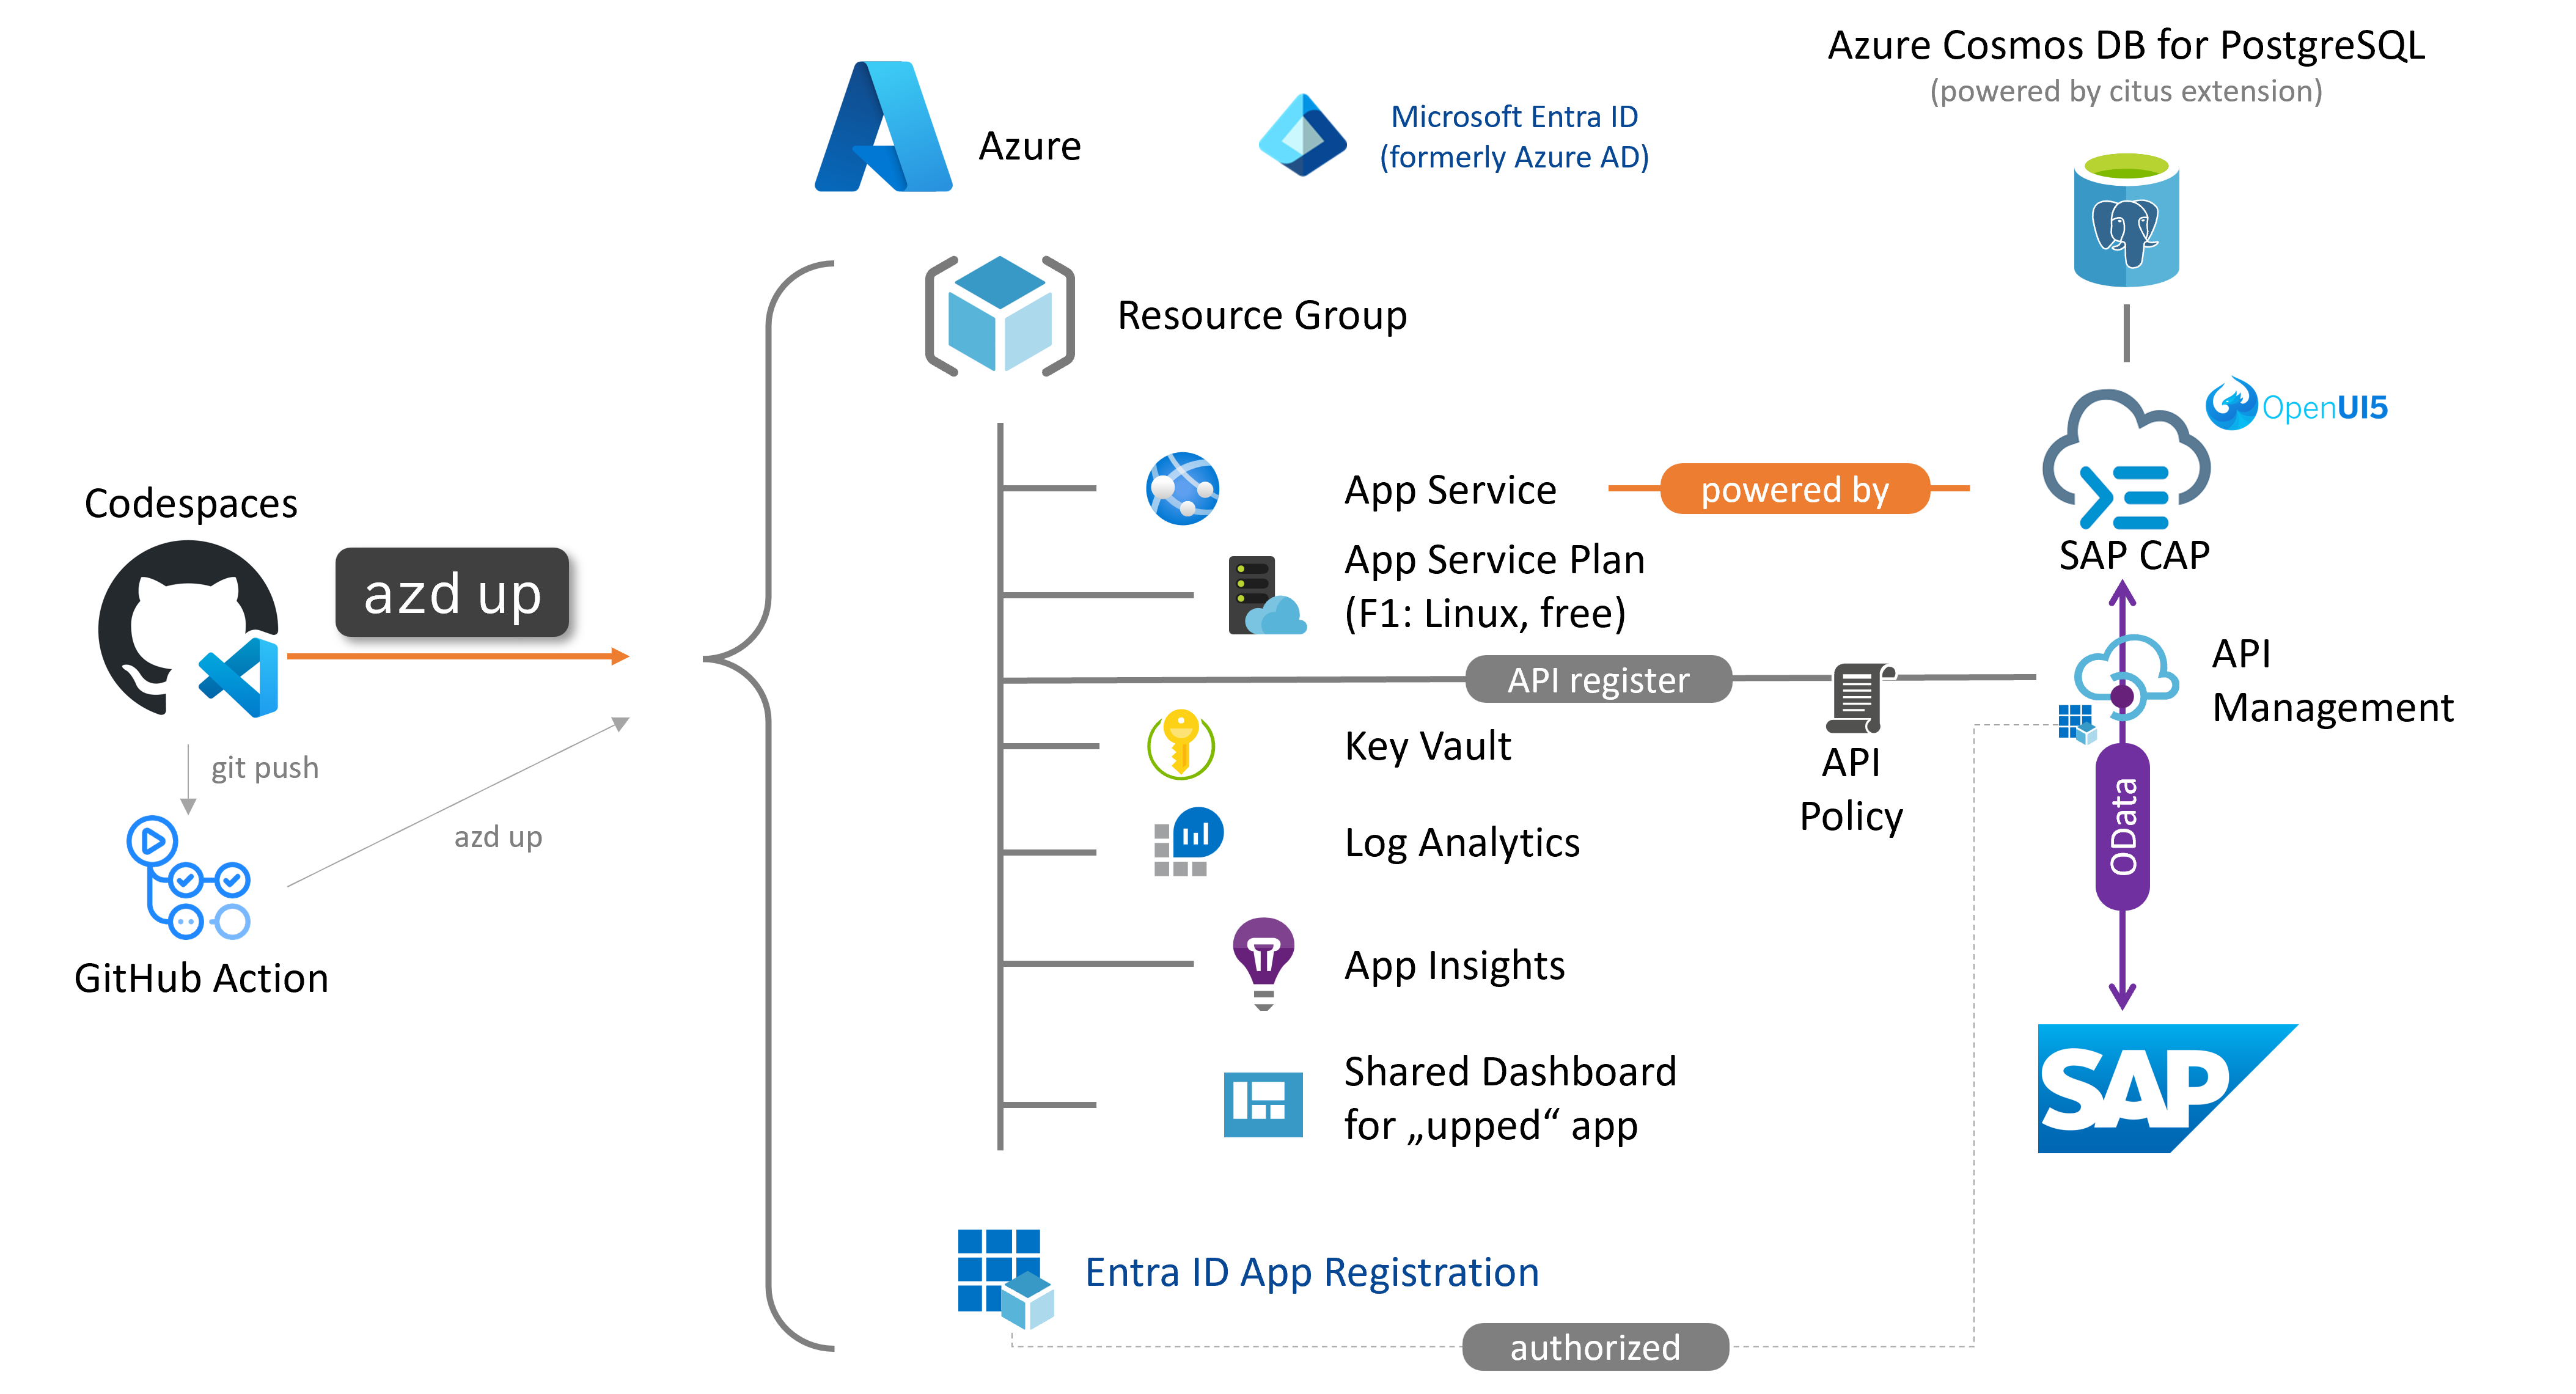 Azure Cosmos DB for PostgreSQL
(powered by citus extension)
Azure
Microsoft Entra ID
(formerly Azure AD)
Resource Group
OpenUI5
Codespaces
azd up
App Service
powered by
SAP CAP
App Service Plan
(F1: Linux, free)
API register
API
Management
git push
Key Vault
API
Policy
azd up
Log Analytics
OData
App Insights
GitHub Action
Shared Dashboard
for „upped“ app
SAP
Entra ID App Registration
authorized